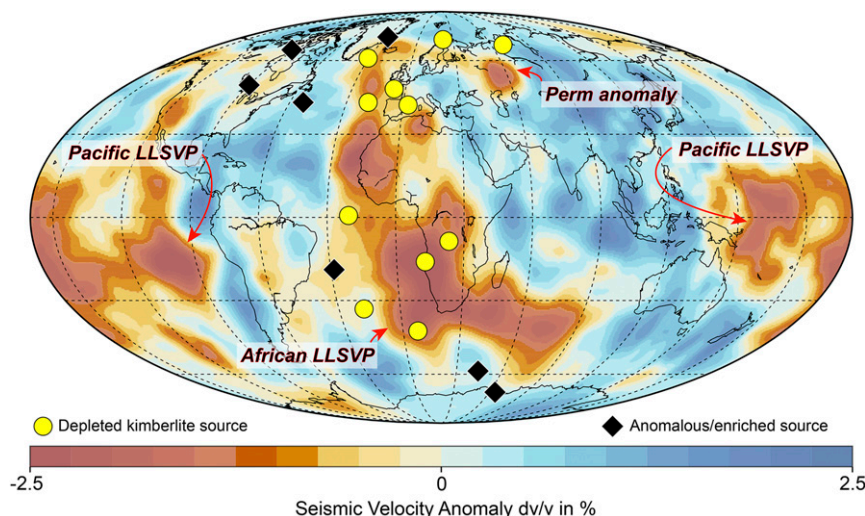 Perm anomaly
Pacific LLSVP
Pacific LLSVP
African LLSVP
Depleted kimberlite source
Anomalous/enriched source
-2.5
0
2.5
Seismic Velocity Anomaly dv/v in %